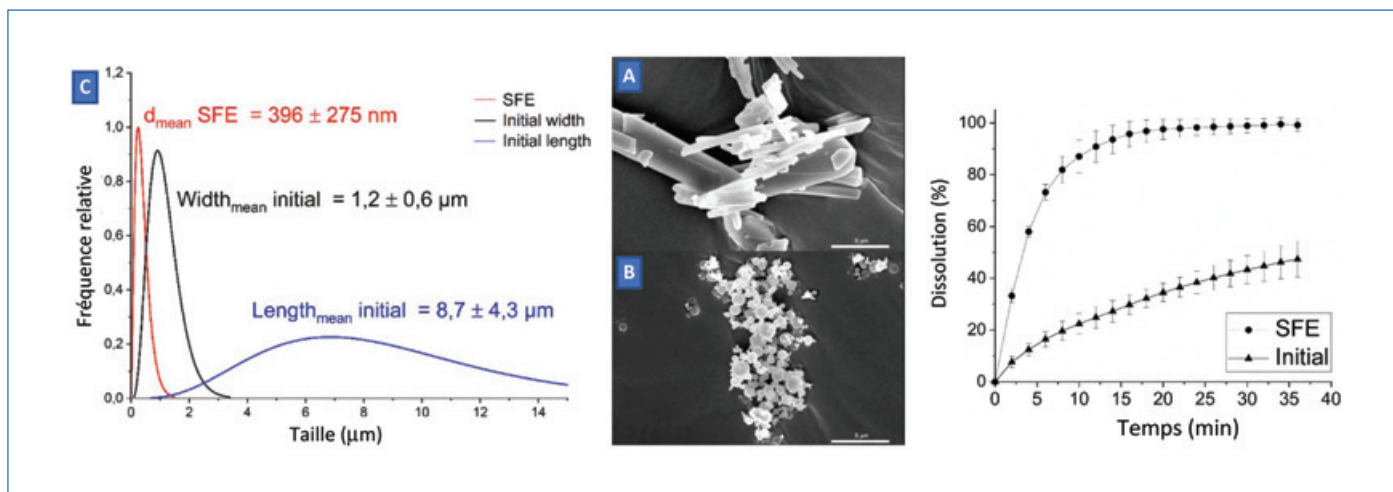 C
1,2
1,0
0,8
0,6
0,4
0,2
0,0
Fréquence relative
0
2
4
6
8
10
12
14
Taille (µm)
d_mean SFE = 396 ± 275 nm
Width_mean initial = 1,2 ± 0,6 µm
Length_mean initial = 8,7 ± 4,3 µm
SFE
Initial width
Initial length
A
B
100
80
60
40
20
0
Dissolution (%)
0
5
10
15
20
25
30
35
40
Temps (min)
SFE
Initial